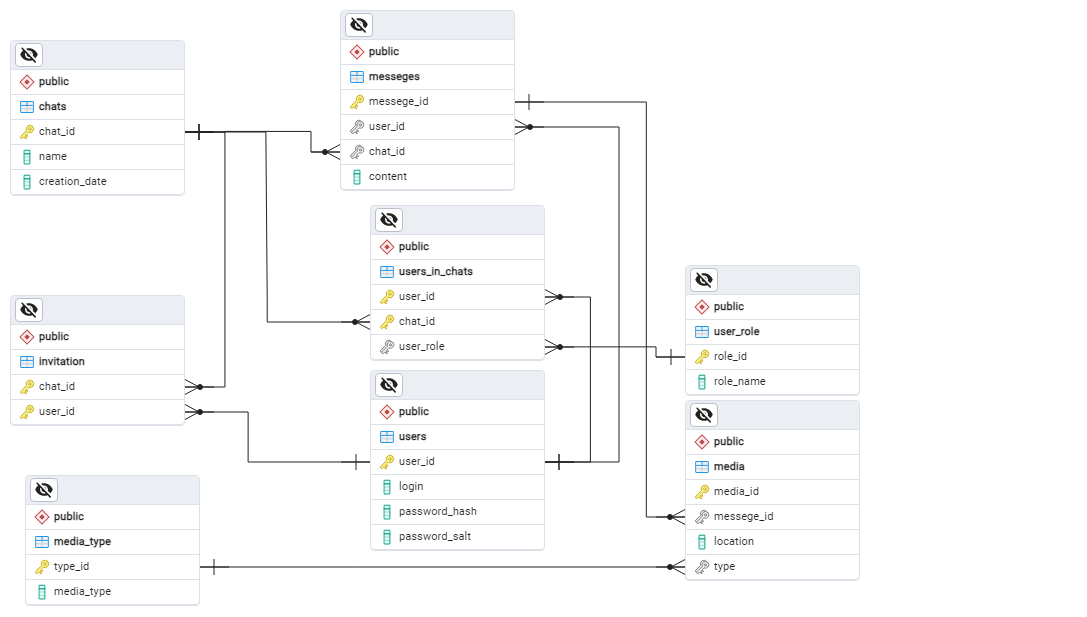 public
chats
chat_id
name
creation_date
public
messeges
messege_id
user_id
chat_id
content
public
users_in_chats
user_id
chat_id
user_role
public
user_role
role_id
role_name
public
invitation
chat_id
user_id
public
users
user_id
login
password_hash
password_salt
public
media
media_id
messege_id
location
type
public
media_type
type_id
media_type